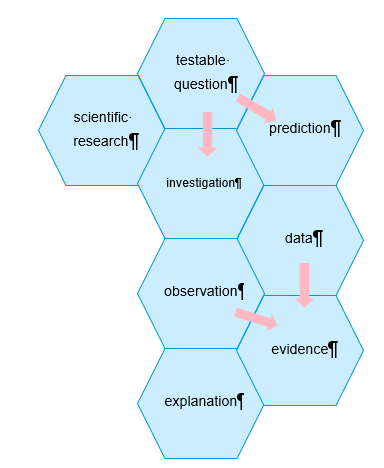 testable·
question¶
scientific·
research¶
prediction¶
investigation¶
data¶
observation¶
evidence¶
explanation¶